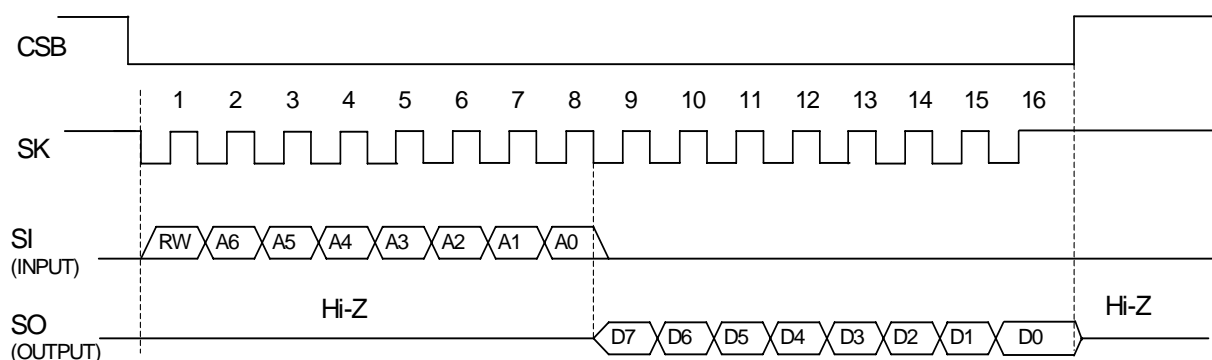 CSB
1 2 3 4 5 6 7 8 9 10 11 12 13 14 15 16
SK
SI
(INPUT)
RW A6 A5 A4 A3 A2 A1 A0
Hi-Z
Hi-Z
SO
(OUTPUT)
D7 D6 D5 D4 D3 D2 D1 D0